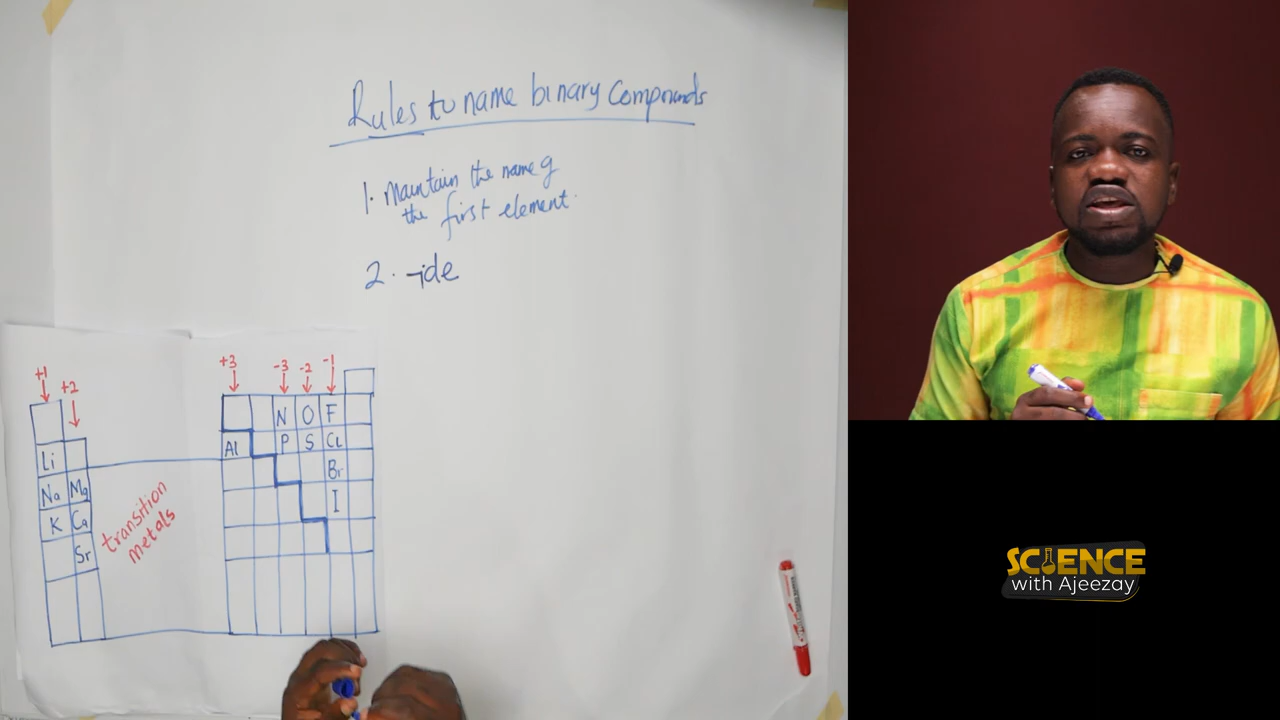 Rules to name binary Compounds
1. Maintain the name of
the first element.
2. -ide
+1
+2
+3
-3
-2
-1
N O F
Al P S Cl
Li Br
Na Mg I
K Ca
Sr
transition
metals
SCIENCE
with Ajeezay